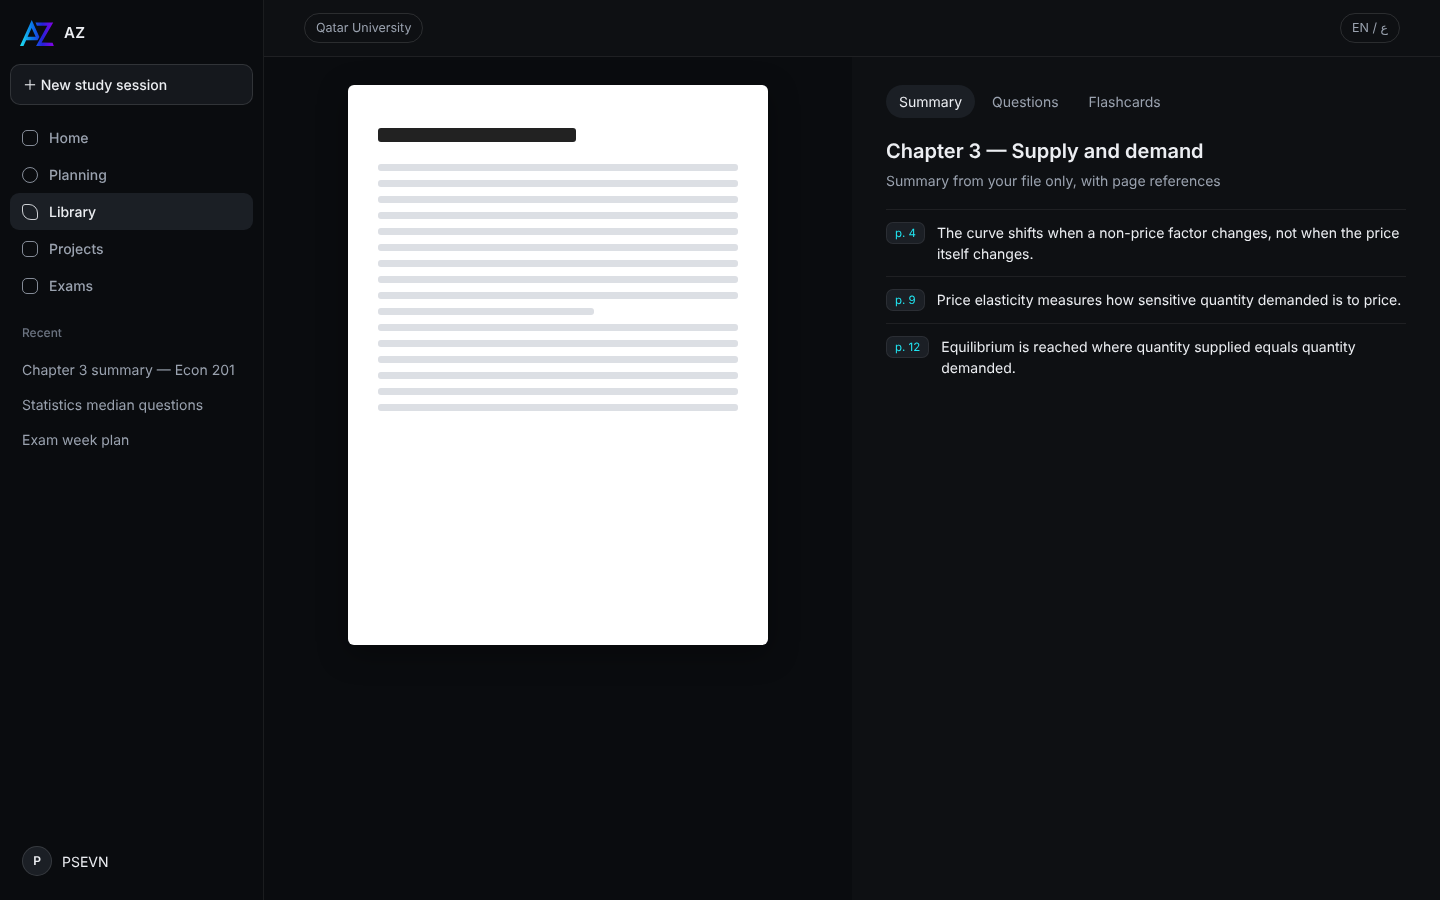 AZ
AZ
+ New study session
Home
Planning
Library
Projects
Exams
Recent
Chapter 3 summary — Econ 201
Statistics median questions
Exam week plan
P
PSEVN
Qatar University
EN / ع
Summary
Questions
Flashcards
Chapter 3 — Supply and demand
Summary from your file only, with page references
p. 4
The curve shifts when a non-price factor changes, not when the price
itself changes.
p. 9
Price elasticity measures how sensitive quantity demanded is to price.
p. 12
Equilibrium is reached where quantity supplied equals quantity
demanded.